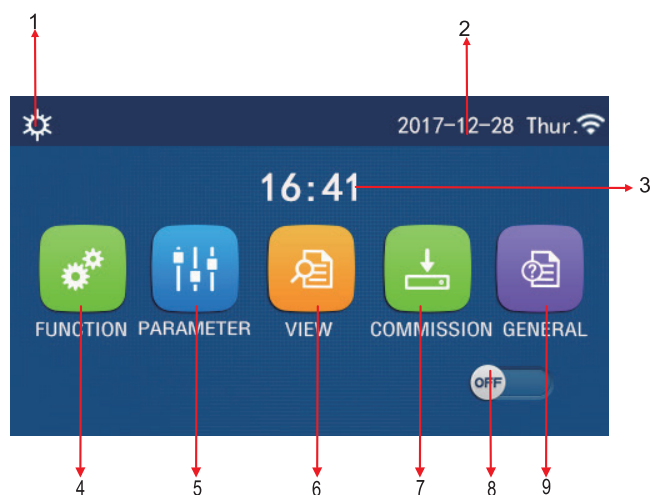 1
2
2017-12-28 Thur.
16:41
3
FUNCTION PARAMETER VIEW COMMISSION GENERAL
OFF
4 5 6 7 8 9